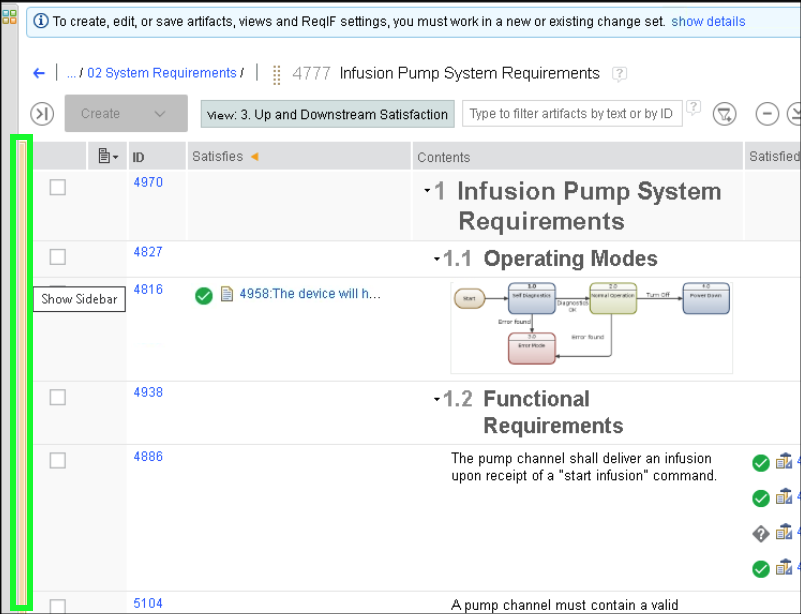 To create, edit, or save artifacts, views and ReqIF settings, you must work in a new or existing change set. show details
... / 02 System Requirements / 4777 Infusion Pump System Requirements
Create View: 3. Up and Downstream Satisfaction Type to filter artifacts by text or by ID
ID Satisfies Contents Satisfied
4970 1 Infusion Pump System
Requirements
4827 1.1 Operating Modes
4816 4958:The device will h...
Show Sidebar
1.0 2.0 4.0
Start Self Diagnostics Normal Operation Turn Off Power Down
Diagnostics
OK
Error found
7.0 Error found
Error Mode
4938 1.2 Functional
Requirements
4886 The pump channel shall deliver an infusion
upon receipt of a "start infusion" command.
4
4
4
4
5104 A pump channel must contain a valid